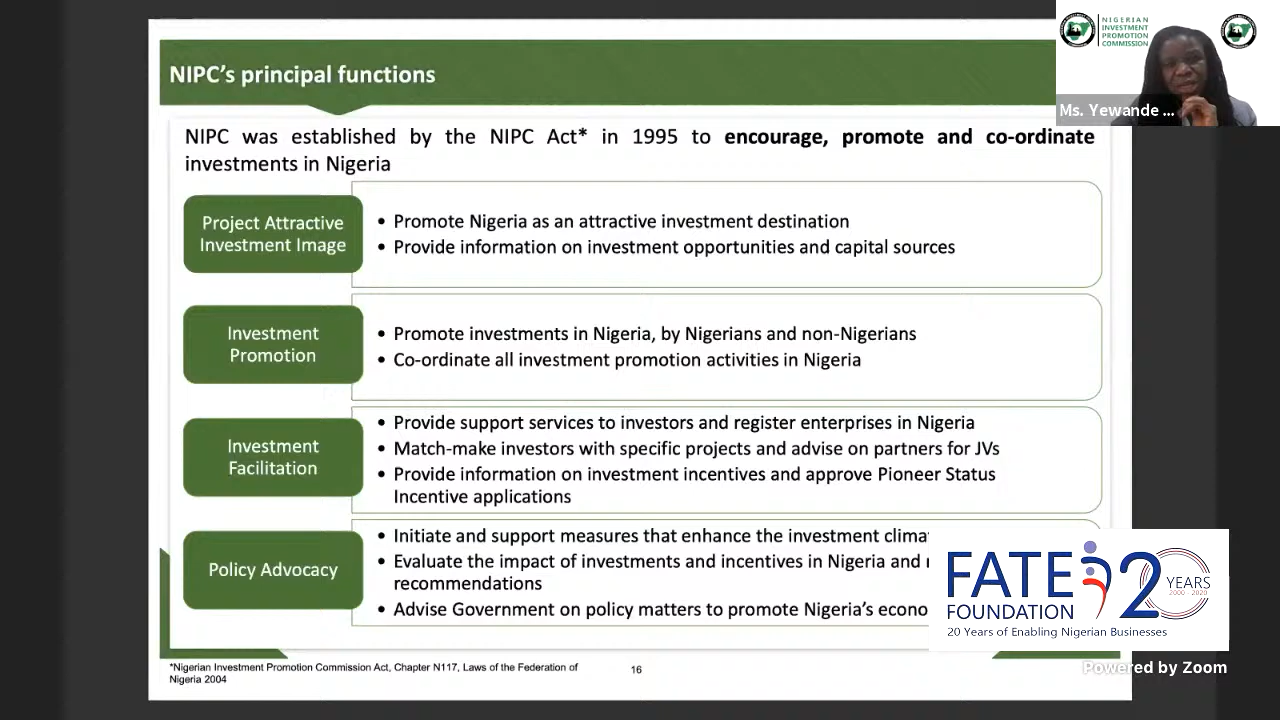 NIPC's principal functions
NIGERIAN
INVESTMENT
PROMOTION
COMMISSION
Ms. Yewande ...
NIPC was established by the NIPC Act* in 1995 to encourage, promote and co-ordinate
investments in Nigeria
Project Attractive
Investment Image
• Promote Nigeria as an attractive investment destination
• Provide information on investment opportunities and capital sources
Investment
Promotion
• Promote investments in Nigeria, by Nigerians and non-Nigerians
• Co-ordinate all investment promotion activities in Nigeria
Investment
Facilitation
• Provide support services to investors and register enterprises in Nigeria
• Match-make investors with specific projects and advise on partners for JVs
• Provide information on investment incentives and approve Pioneer Status
Incentive applications
Policy Advocacy
• Initiate and support measures that enhance the investment clima
• Evaluate the impact of investments and incentives in Nigeria and
recommendations
• Advise Government on policy matters to promote Nigeria's econo
FATE
FOUNDATION
20 YEARS
2000 - 2020
20 Years of Enabling Nigerian Businesses
Powered by Zoom
*Nigerian Investment Promotion Commission Act, Chapter N117, Laws of the Federation of
Nigeria 2004
16